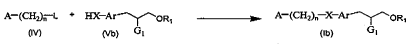 A—(CH₂)ₙ—L + HX—Ar OR₁ → A—(CH₂)ₙ—X—Ar OR₁
G₁ G₁
(IV) (Vb) (Ib)